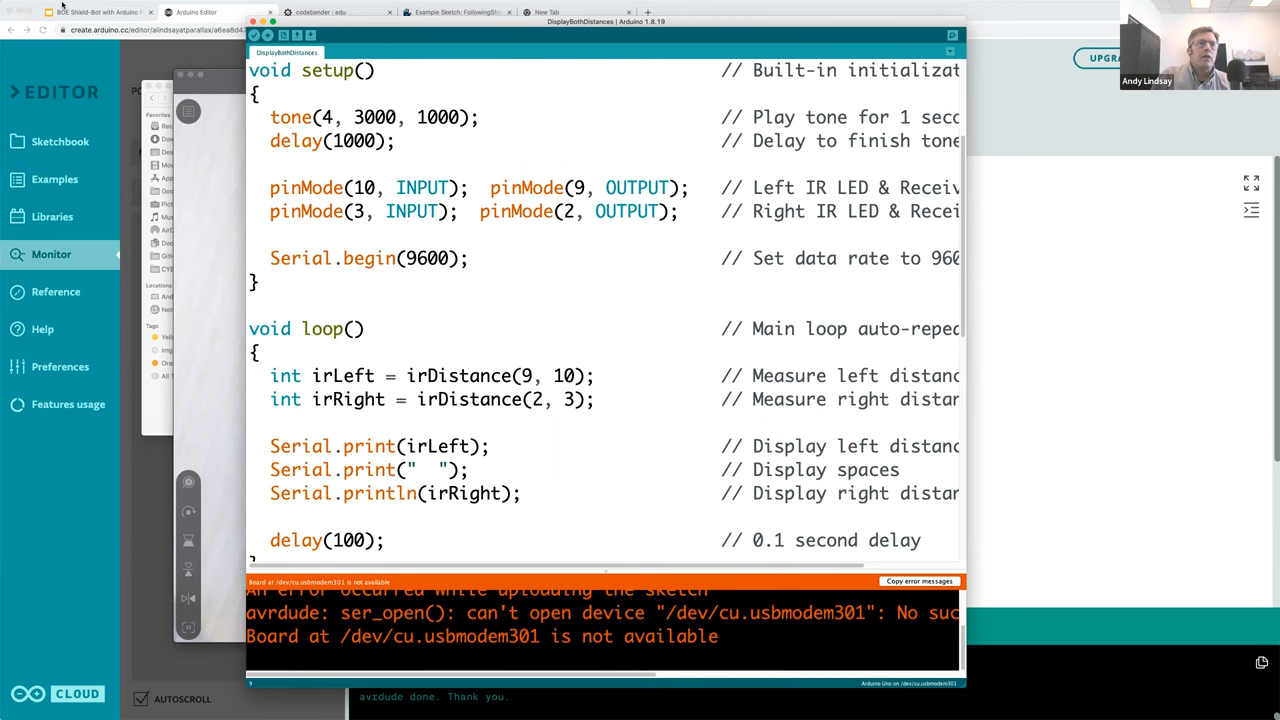 BOE Shield-Bot with Arduino
Arduino Editor
codebender : edu
Example Sketch: FollowingShie
New Tab
create.arduino.cc/editor/alindsayatparallax/a6ea8d4
DisplayBothDistances | Arduino 1.8.19
DisplayBothDistances
EDITOR
Sketchbook
Examples
Libraries
Monitor
Reference
Help
Preferences
Features usage
CLOUD
AUTOSCROLL
Favorites
Locations
Tags
UPGR
Andy Lindsay
void setup() // Built-in initializat
{
tone(4, 3000, 1000); // Play tone for 1 seco
delay(1000); // Delay to finish tone
pinMode(10, INPUT); pinMode(9, OUTPUT); // Left IR LED & Receiv
pinMode(3, INPUT); pinMode(2, OUTPUT); // Right IR LED & Recei
Serial.begin(9600); // Set data rate to 960
}
void loop() // Main loop auto-repea
{
int irLeft = irDistance(9, 10); // Measure left distanc
int irRight = irDistance(2, 3); // Measure right distan
Serial.print(irLeft); // Display left distanc
Serial.print("  "); // Display spaces
Serial.println(irRight); // Display right distan
delay(100); // 0.1 second delay
Board at /dev/cu.usbmodem301 is not available
Copy error messages
An error occurred while uploading the sketch
avrdude: ser_open(): can't open device "/dev/cu.usbmodem301": No suc
Board at /dev/cu.usbmodem301 is not available
9
Arduino Uno on /dev/cu.usbmodem301
avrdude done. Thank you.